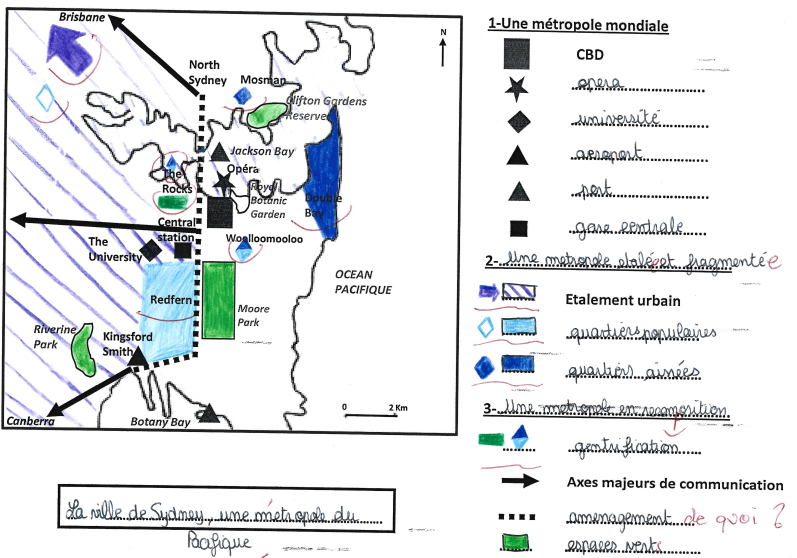 Brisbane
N
North
Sydney
Mosman
Clifton Gardens
Reserve
Jackson Bay
The
Rocks
Opéra
Royal
Botanic
Garden
Double
Bay
Central
station
The
University
Woolloomooloo
OCEAN
PACIFIQUE
Redfern
Moore
Park
Riverine
Park
Kingsford
Smith
0 2 Km
Canberra
Botany Bay
La ville de Sydney, une métropole du
Pacifique
1-Une métropole mondiale
CBD
opéra
université
aeroport
port
gare centrale
2- Une metropole étalée et fragmentée
Etalement urbain
quartiers populaires
quartiers aisées
3- Une metropole en recomposition
gentrification
Axes majeurs de communication
amenagement de quoi ?
espaces verts